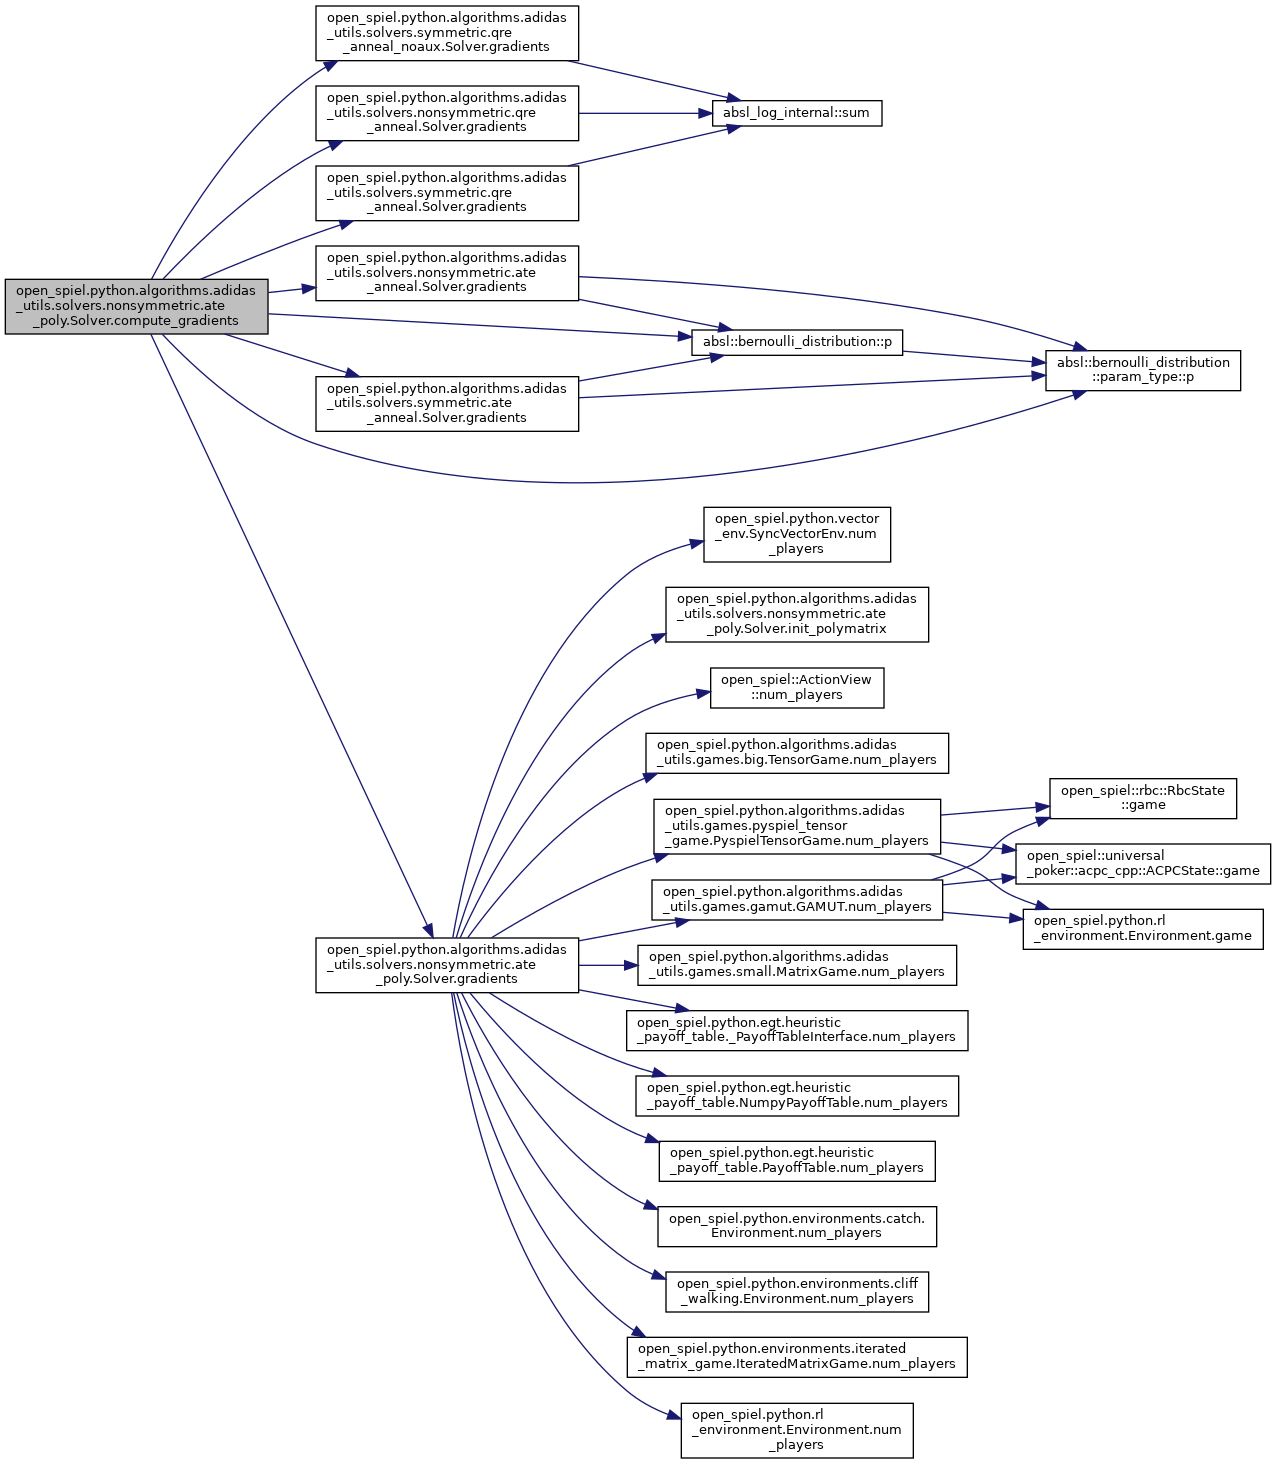 open_spiel.python.algorithms.adidas
_utils.solvers.symmetric.qre
_anneal_noaux.Solver.gradients
open_spiel.python.algorithms.adidas
_utils.solvers.nonsymmetric.qre
_anneal.Solver.gradients
absl_log_internal::sum
open_spiel.python.algorithms.adidas
_utils.solvers.symmetric.qre
_anneal.Solver.gradients
open_spiel.python.algorithms.adidas
_utils.solvers.nonsymmetric.ate
_anneal.Solver.gradients
open_spiel.python.algorithms.adidas
_utils.solvers.nonsymmetric.ate
_poly.Solver.compute_gradients
absl::bernoulli_distribution::p
absl::bernoulli_distribution
::param_type::p
open_spiel.python.algorithms.adidas
_utils.solvers.symmetric.ate
_anneal.Solver.gradients
open_spiel.python.vector
_env.SyncVectorEnv.num
_players
open_spiel.python.algorithms.adidas
_utils.solvers.nonsymmetric.ate
_poly.Solver.init_polymatrix
open_spiel::ActionView
::num_players
open_spiel.python.algorithms.adidas
_utils.games.big.TensorGame.num_players
open_spiel::rbc::RbcState
::game
open_spiel.python.algorithms.adidas
_utils.games.pyspiel_tensor
_game.PyspielTensorGame.num_players
open_spiel::universal
_poker::acpc_cpp::ACPCState::game
open_spiel.python.algorithms.adidas
_utils.games.gamut.GAMUT.num_players
open_spiel.python.rl
_environment.Environment.game
open_spiel.python.algorithms.adidas
_utils.solvers.nonsymmetric.ate
_poly.Solver.gradients
open_spiel.python.algorithms.adidas
_utils.games.small.MatrixGame.num_players
open_spiel.python.egt.heuristic
_payoff_table._PayoffTableInterface.num_players
open_spiel.python.egt.heuristic
_payoff_table.NumpyPayoffTable.num_players
open_spiel.python.egt.heuristic
_payoff_table.PayoffTable.num_players
open_spiel.python.environments.catch.
Environment.num_players
open_spiel.python.environments.cliff
_walking.Environment.num_players
open_spiel.python.environments.iterated
_matrix_game.IteratedMatrixGame.num_players
open_spiel.python.rl
_environment.Environment.num
_players